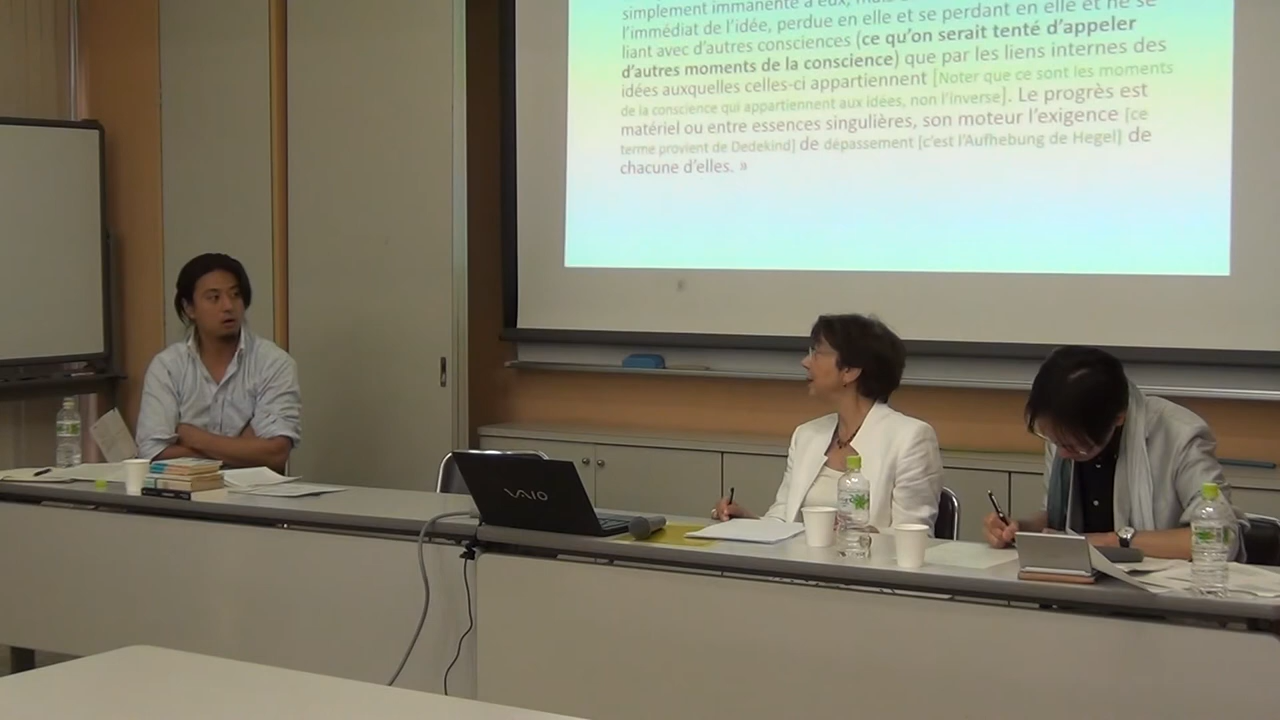 simplement immanente à eux, mais
l'immédiat de l'idée, perdue en elle et se perdant en elle et ne se
liant avec d'autres consciences (ce qu'on serait tenté d'appeler
d'autres moments de la conscience) que par les liens internes des
idées auxquelles celles-ci appartiennent [Noter que ce sont les moments
de la conscience qui appartiennent aux idées, non l'inverse]. Le progrès est
matériel ou entre essences singulières, son moteur l'exigence [ce
terme provient de Dedekind] de dépassement [c'est l'Aufhebung de Hegel] de
chacune d'elles. »
VAIO